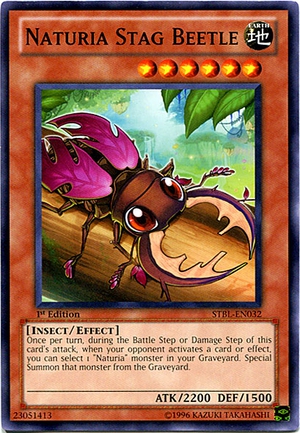 NATURIA STAG BEETLE
EARTH
地
1st Edition
STBL-EN032
[INSECT/EFFECT]
Once per turn, during the Battle Step or Damage Step of this
card's attack, when your opponent activates a card or effect,
you can select 1 "Naturia" monster in your Graveyard. Special
Summon that monster from the Graveyard.
ATK/2200 DEF/1500
23051413
©1996 KAZUKI TAKAHASHI